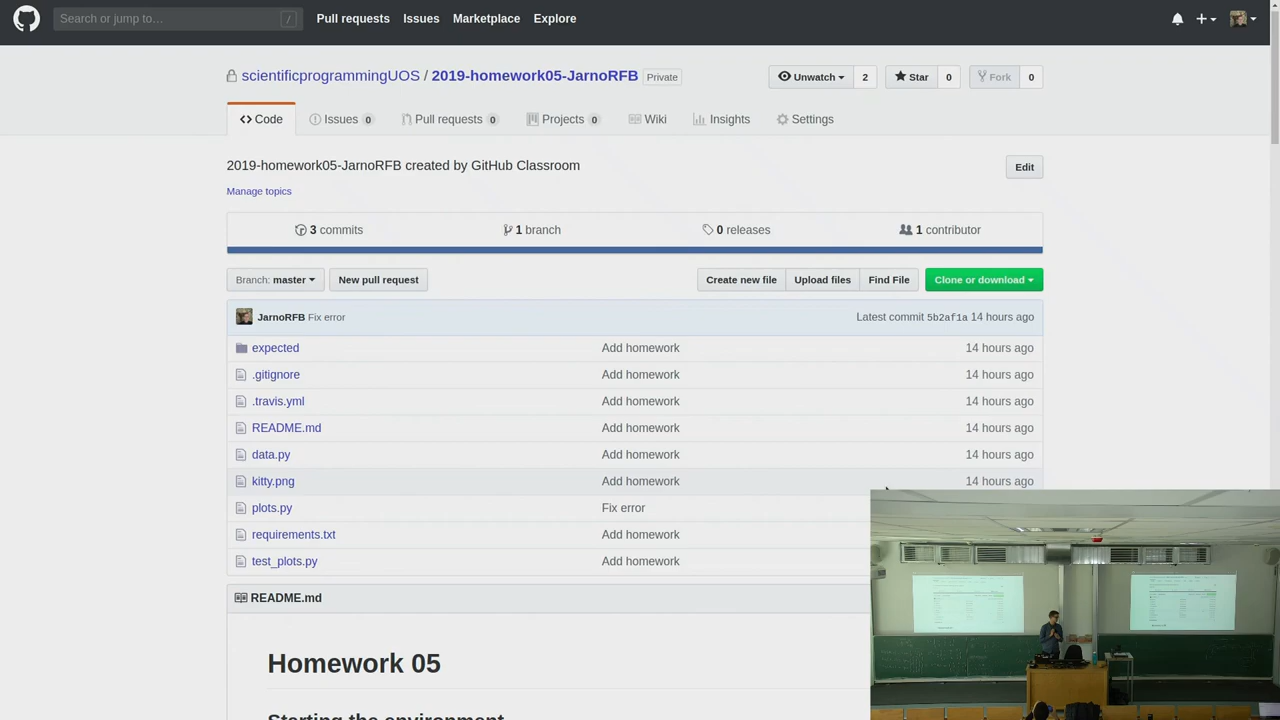 Search or jump to… / Pull requests Issues Marketplace Explore
scientificprogrammingUOS / 2019-homework05-JarnoRFB Private Unwatch 2 Star 0 Fork 0
Code Issues 0 Pull requests 0 Projects 0 Wiki Insights Settings
2019-homework05-JarnoRFB created by GitHub Classroom Edit
Manage topics
3 commits 1 branch 0 releases 1 contributor
Branch: master New pull request Create new file Upload files Find File Clone or download
JarnoRFB Fix error Latest commit 5b2af1a 14 hours ago
expected Add homework 14 hours ago
.gitignore Add homework 14 hours ago
.travis.yml Add homework 14 hours ago
README.md Add homework 14 hours ago
data.py Add homework 14 hours ago
kitty.png Add homework 14 hours ago
plots.py Fix error
requirements.txt Add homework
test_plots.py Add homework
README.md
Homework 05
Starting the environment